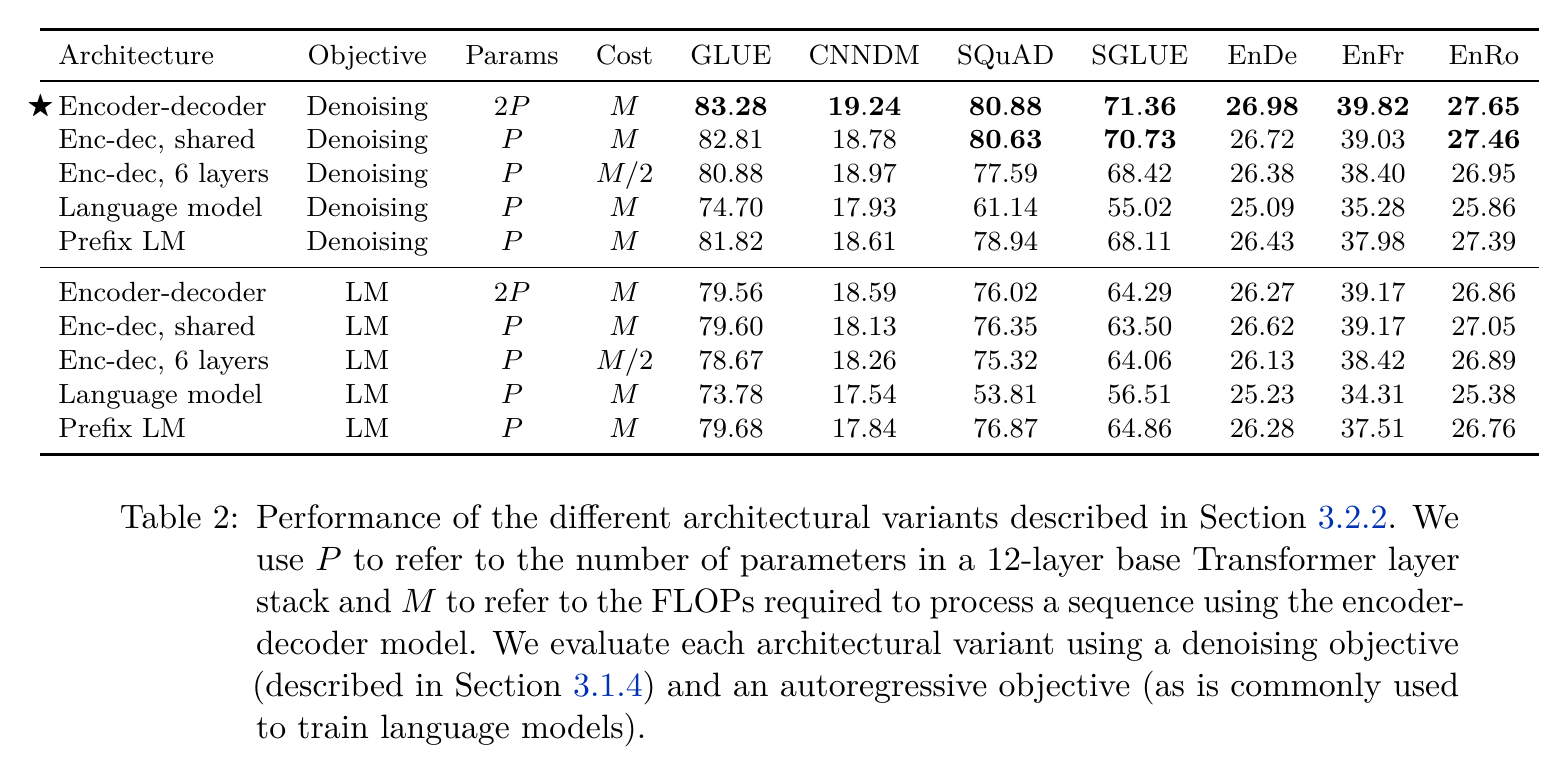 Architecture Objective Params Cost GLUE CNNDM SQuAD SGLUE EnDe EnFr EnRo
★ Encoder-decoder Denoising 2P M 83.28 19.24 80.88 71.36 26.98 39.82 27.65
Enc-dec, shared Denoising P M 82.81 18.78 80.63 70.73 26.72 39.03 27.46
Enc-dec, 6 layers Denoising P M/2 80.88 18.97 77.59 68.42 26.38 38.40 26.95
Language model Denoising P M 74.70 17.93 61.14 55.02 25.09 35.28 25.86
Prefix LM Denoising P M 81.82 18.61 78.94 68.11 26.43 37.98 27.39
Encoder-decoder LM 2P M 79.56 18.59 76.02 64.29 26.27 39.17 26.86
Enc-dec, shared LM P M 79.60 18.13 76.35 63.50 26.62 39.17 27.05
Enc-dec, 6 layers LM P M/2 78.67 18.26 75.32 64.06 26.13 38.42 26.89
Language model LM P M 73.78 17.54 53.81 56.51 25.23 34.31 25.38
Prefix LM LM P M 79.68 17.84 76.87 64.86 26.28 37.51 26.76
Table 2: Performance of the different architectural variants described in Section 3.2.2. We
use P to refer to the number of parameters in a 12-layer base Transformer layer
stack and M to refer to the FLOPs required to process a sequence using the encoder-
decoder model. We evaluate each architectural variant using a denoising objective
(described in Section 3.1.4) and an autoregressive objective (as is commonly used
to train language models).